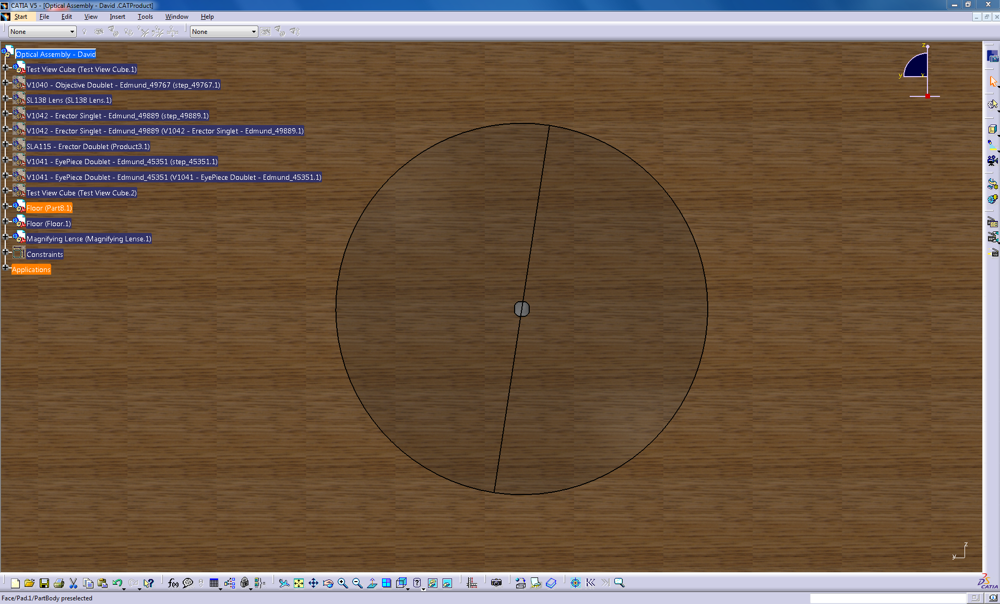 CATIA V5 - [Optical Assembly - David .CATProduct]
Start File Edit View Insert Tools Window Help
None None
Optical Assembly - David
Test View Cube (Test View Cube.1)
V1040 - Objective Doublet - Edmund_49767 (step_49767.1)
SL138 Lens (SL138 Lens.1)
V1042 - Erector Singlet - Edmund_49889 (step_49889.1)
V1042 - Erector Singlet - Edmund_49889 (V1042 - Erector Singlet - Edmund_49889.1)
SLA115 - Erector Doublet (Product3.1)
V1041 - EyePiece Doublet - Edmund_45351 (step_45351.1)
V1041 - EyePiece Doublet - Edmund_45351 (V1041 - EyePiece Doublet - Edmund_45351.1)
Test View Cube (Test View Cube.2)
Floor (Part8.1)
Floor (Floor.1)
Magnifying Lense (Magnifying Lense.1)
Constraints
Applications
z
y x
z
y
f(x)
CATIA
Face/Pad.1/PartBody preselected